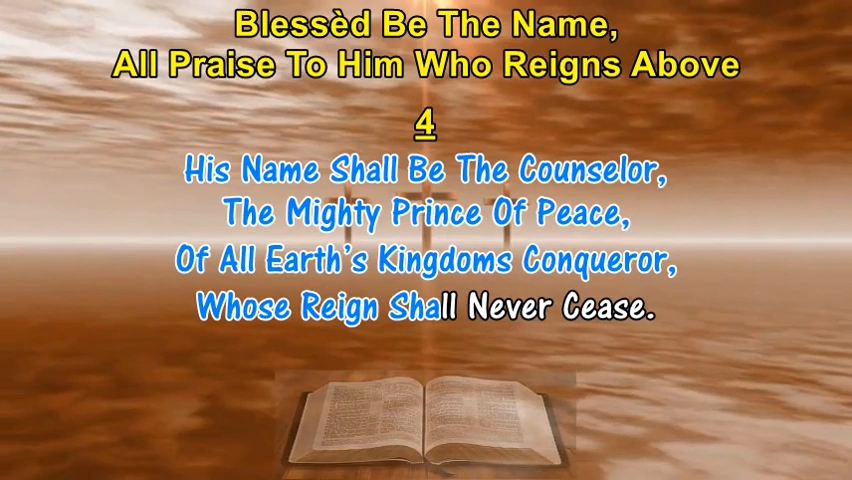 Blessèd Be The Name,
All Praise To Him Who Reigns Above
4
His Name Shall Be The Counselor,
The Mighty Prince Of Peace,
Of All Earth's Kingdoms Conqueror,
Whose Reign Shall Never Cease.